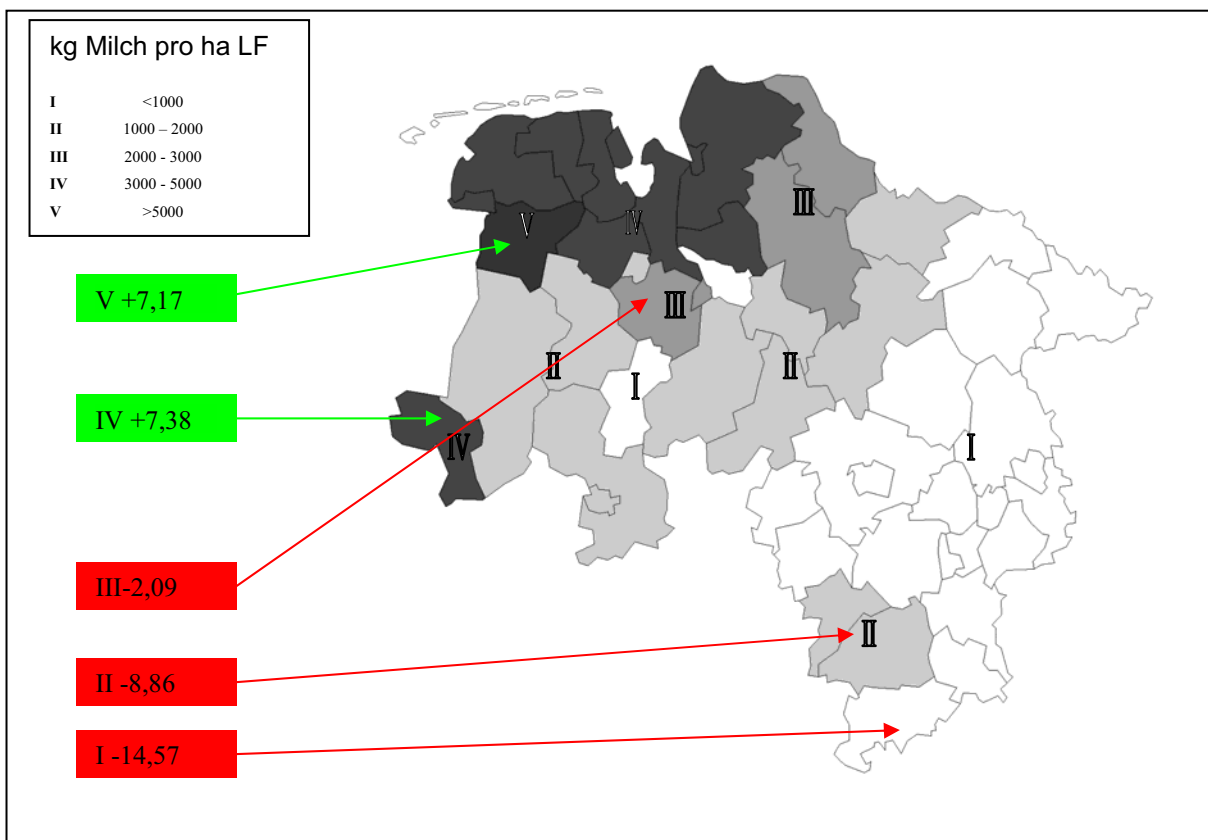 kg Milch pro ha LF
I <1000
II 1000 – 2000
III 2000 - 3000
IV 3000 - 5000
V >5000
V IV III
V +7,17
III
II I II
IV +7,38
IV I
III-2,09
II -8,86
II
I -14,57